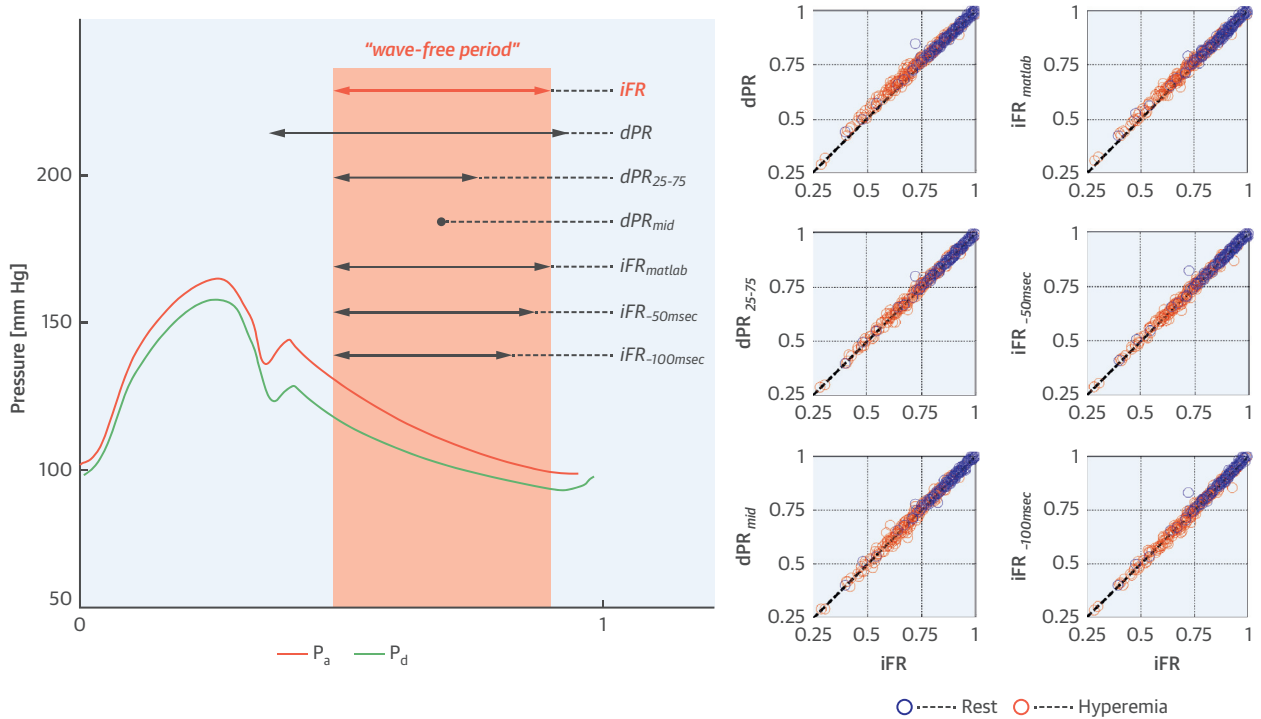 "wave-free period"
iFR
dPR
dPR25-75
dPRmid
iFRmatlab
iFR-50msec
iFR-100msec
Pressure [mm Hg]
200
150
100
50
0
1
Pa
Pd
dPR
1
0.75
0.5
0.25
0.25
0.5
0.75
1
iFR matlab
1
0.75
0.5
0.25
0.25
0.5
0.75
1
dPR 25-75
1
0.75
0.5
0.25
0.25
0.5
0.75
1
iFR -50msec
1
0.75
0.5
0.25
0.25
0.5
0.75
1
dPR mid
1
0.75
0.5
0.25
0.25
0.5
0.75
1
iFR
iFR -100msec
1
0.75
0.5
0.25
0.25
0.5
0.75
1
iFR
Rest
Hyperemia